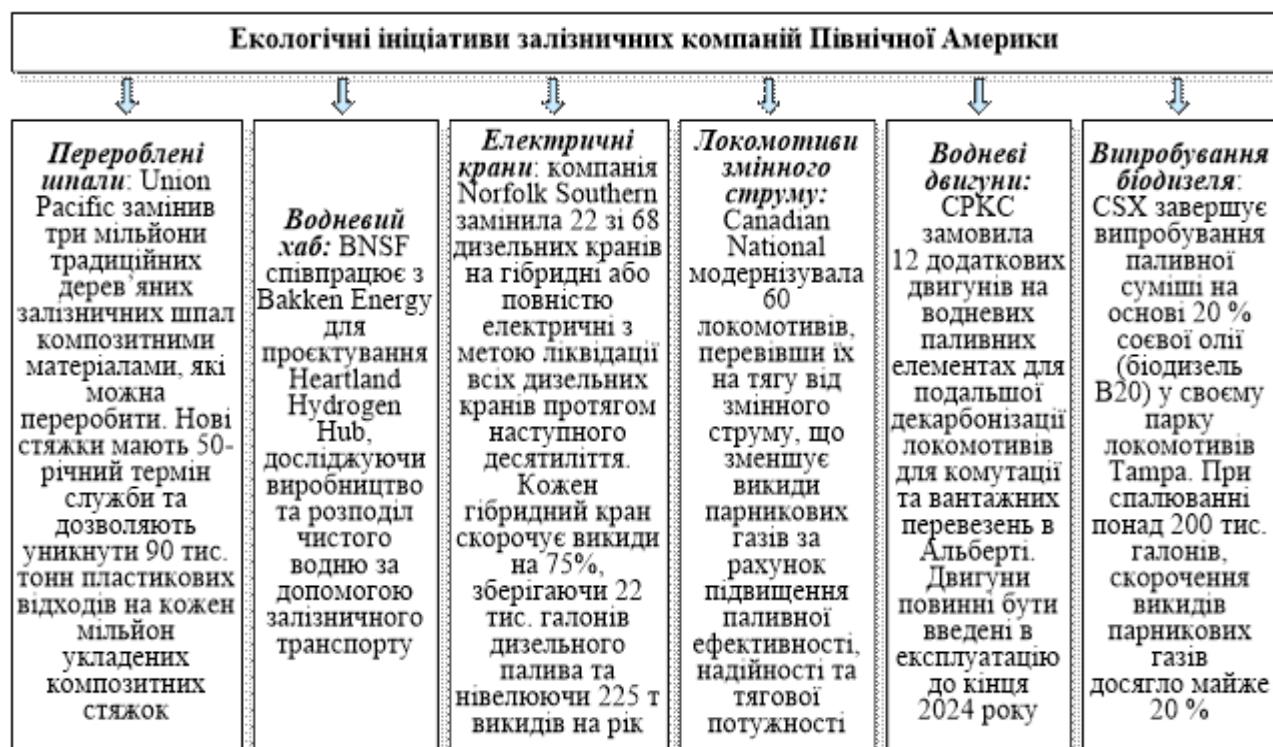 Екологічні ініціативи залізничних компаній Північної Америки
Перероблені
шпали: Union
Pacific замінив
три мільйони
традиційних
дерев᾽яних
залізничних шпал
композитними
матеріалами, які
можна
переробити. Нові
стяжки мають 50-
річний термін
служби та
дозволяють
уникнути 90 тис.
тонн пластикових
відходів на кожен
мільйон
укладених
композитних
стяжок
Водневий
хаб: BNSF
співпрацює з
Bakken Energy
для
проєктування
Heartland
Hydrogen
Hub,
досліджуючи
виробництво
та розподіл
чистого
водню за
допомогою
залізничного
транспорту
Електричні
крани: компанія
Norfolk Southern
замінила 22 зі 68
дизельних кранів
на гібридні або
повністю
електричні з
метою ліквідації
всіх дизельних
кранів протягом
наступного
десятиліття.
Кожен
гібридний кран
скорочує викиди
на 75%,
зберігаючи 22
тис. галонів
дизельного
палива та
нівелюючи 225 т
викидів на рік
Локомотиви
змінного
струму:
Canadian
National
модернізувала
60
локомотивів,
перевівши їх
на тягу від
змінного
струму, що
зменшує
викиди
парникових
газів за
рахунок
підвищення
паливної
ефективності,
надійності та
тягової
потужності
Водневі
двигуни:
CPKC
замовила
12 додаткових
двигунів на
водневих
паливних
елементах для
подальшої
декарбонізації
локомотивів
для комутації
та вантажних
перевезень в
Альберті.
Двигуни
повинні бути
введені в
експлуатацію
до кінця
2024 року
Випробування
біодизеля:
CSX завершує
випробування
паливної
суміші на
основі 20 %
соєвої олії
(біодизель
B20) у своєму
парку
локомотивів
Tampa. При
спалюванні
понад 200 тис.
галонів,
скорочення
викидів
парникових
газів
досягло майже
20 %